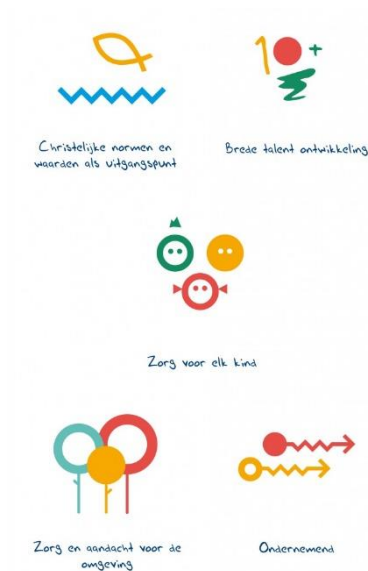 10+
Christelijke normen en
waarden als uitgangspunt
Brede talent ontwikkeling
Zorg voor elk kind
Zorg en aandacht voor de
omgeving
Ondernemend